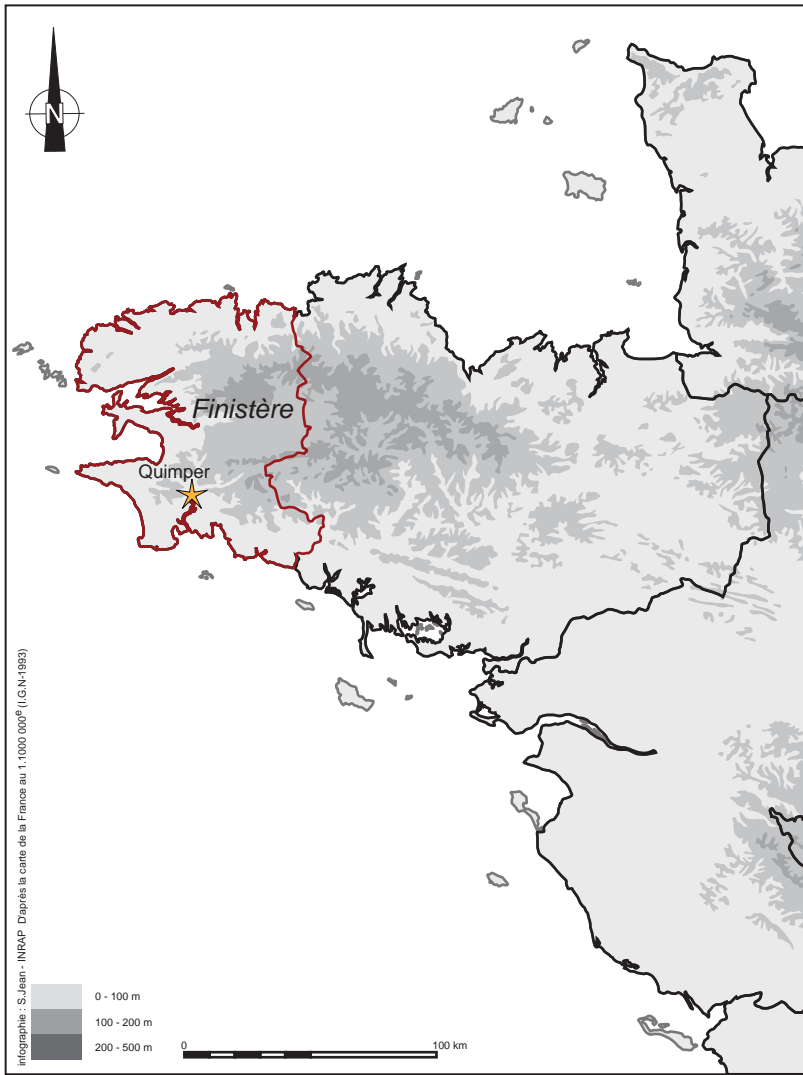 N
Finistère
Quimper
infographie : S.Jean - INRAP D'après la carte de la France au 1.1000 000e (I.G.N-1993)
0 - 100 m
100 - 200 m
200 - 500 m
0 100 km